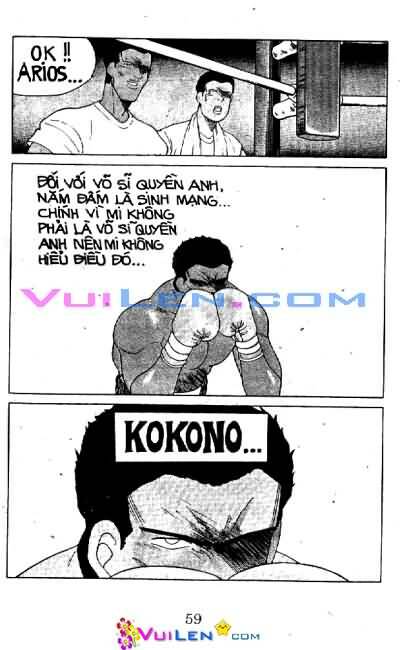 OK!!
ARIOS...
ĐỐI VỚI VÕ SĨ QUYỀN ANH,
NẮM ĐẤM LÀ SINH MẠNG...
CHÍNH VÌ MI KHÔNG
PHẢI LÀ VÕ SĨ QUYỀN
ANH NÊN MI KHÔNG
HIỂU ĐIỀU ĐÓ...
VUILEN.COM
KOKONO...
59
VUILEN.COM